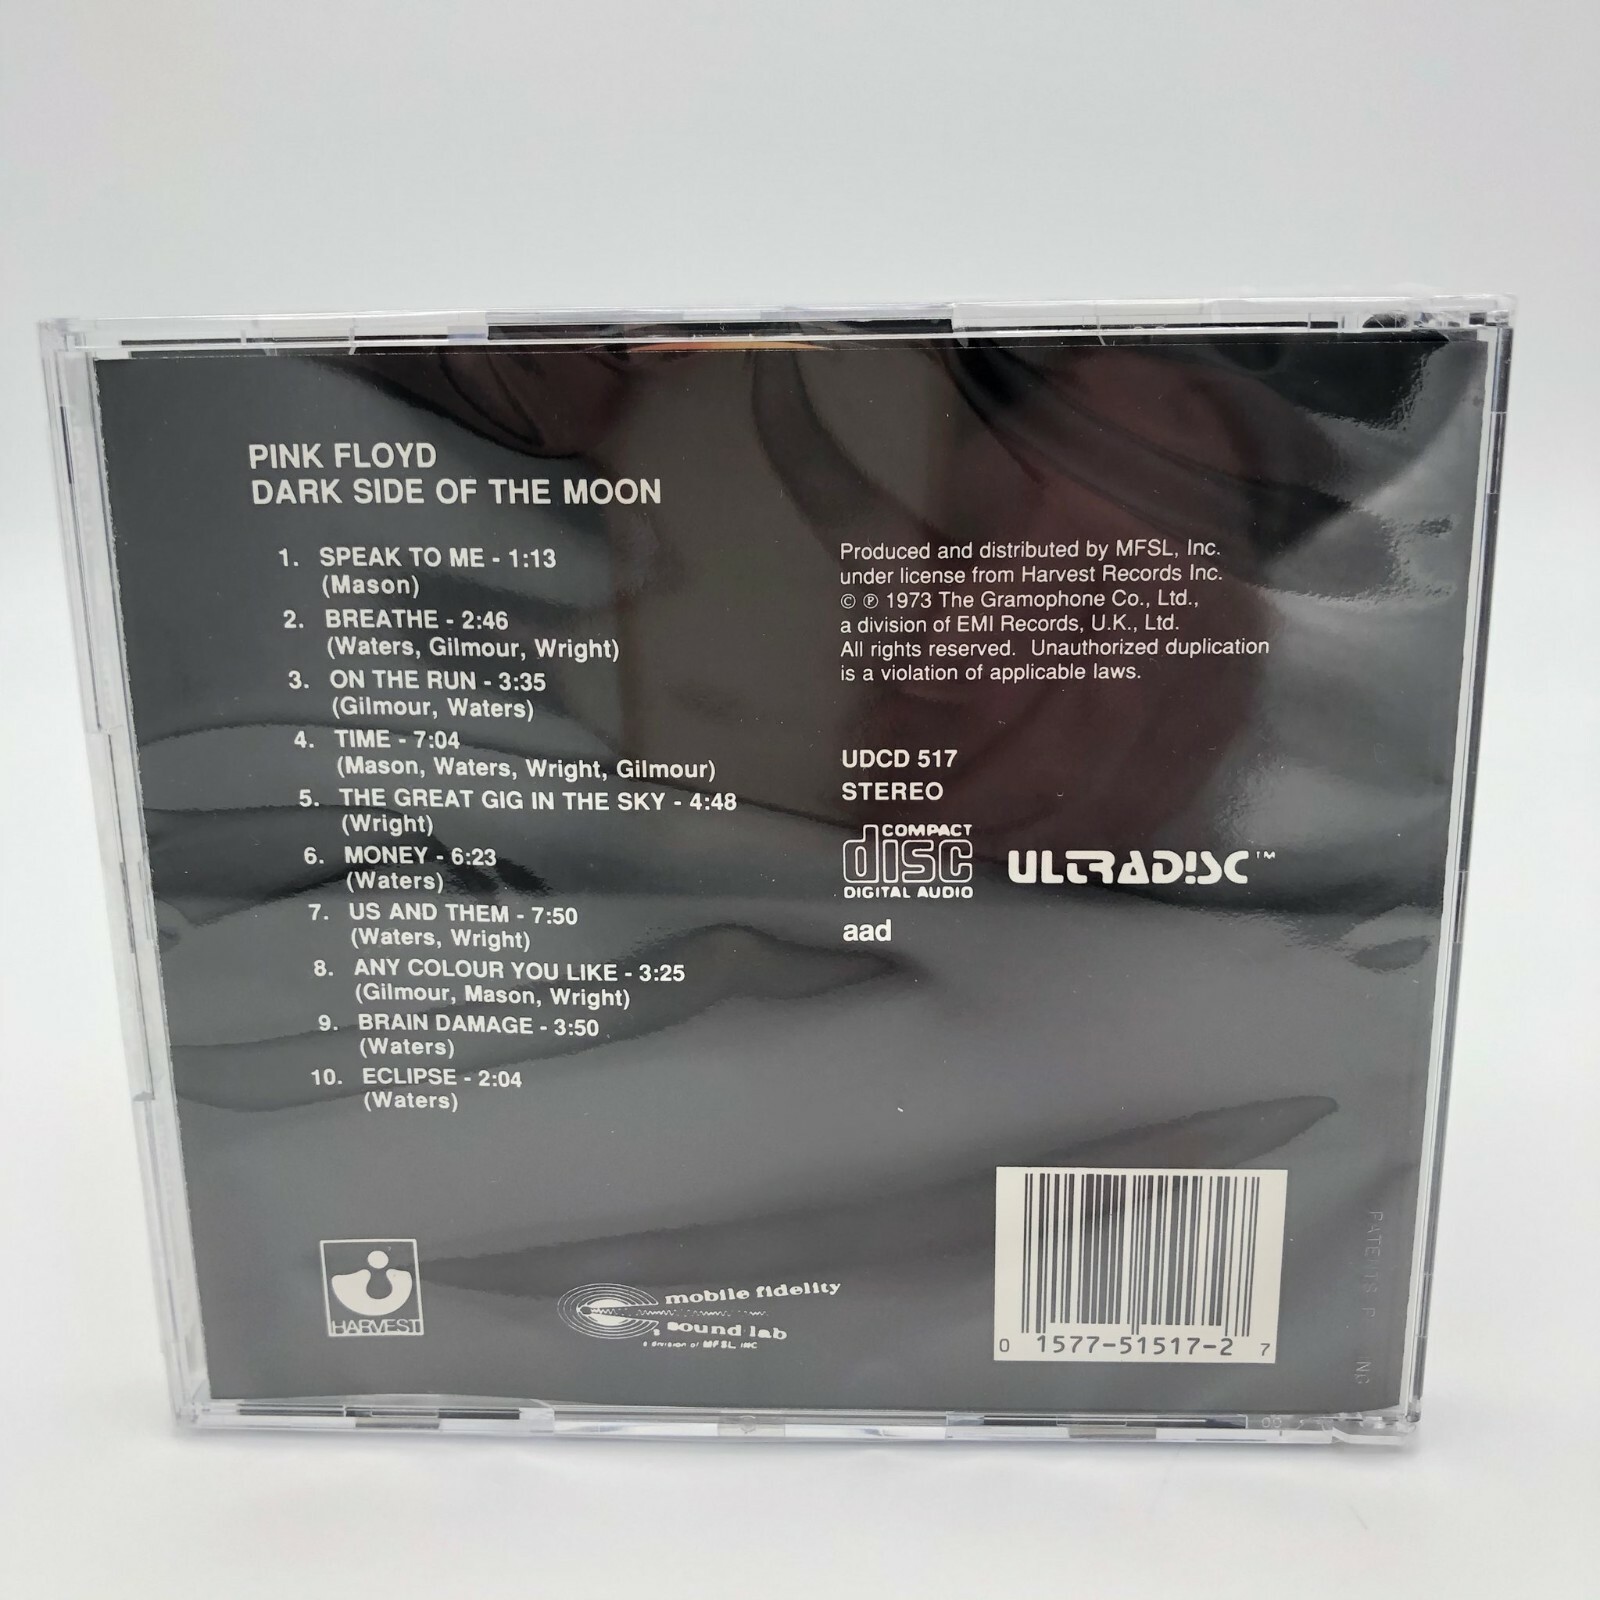 PINK FLOYD
DARK SIDE OF THE MOON
1. SPEAK TO ME - 1:13
(Mason)
2. BREATHE - 2:46
(Waters, Gilmour, Wright)
3. ON THE RUN - 3:35
(Gilmour, Waters)
4. TIME - 7:04
(Mason, Waters, Wright, Gilmour)
5. THE GREAT GIG IN THE SKY - 4:48
(Wright)
6. MONEY - 6:23
(Waters)
7. US AND THEM - 7:50
(Waters, Wright)
8. ANY COLOUR YOU LIKE - 3:25
(Gilmour, Mason, Wright)
9. BRAIN DAMAGE - 3:50
(Waters)
10. ECLIPSE - 2:04
(Waters)
Produced and distributed by MFSL, Inc.
under license from Harvest Records Inc.
© ℗ 1973 The Gramophone Co., Ltd.,
a division of EMI Records, U.K., Ltd.
All rights reserved. Unauthorized duplication
is a violation of applicable laws.
UDCD 517
STEREO
COMPACT
disc
DIGITAL AUDIO
ULTRADISC™
aad
HARVEST
mobile fidelity
sound lab
a division of MFSL, INC
0 1577-51517-2 7